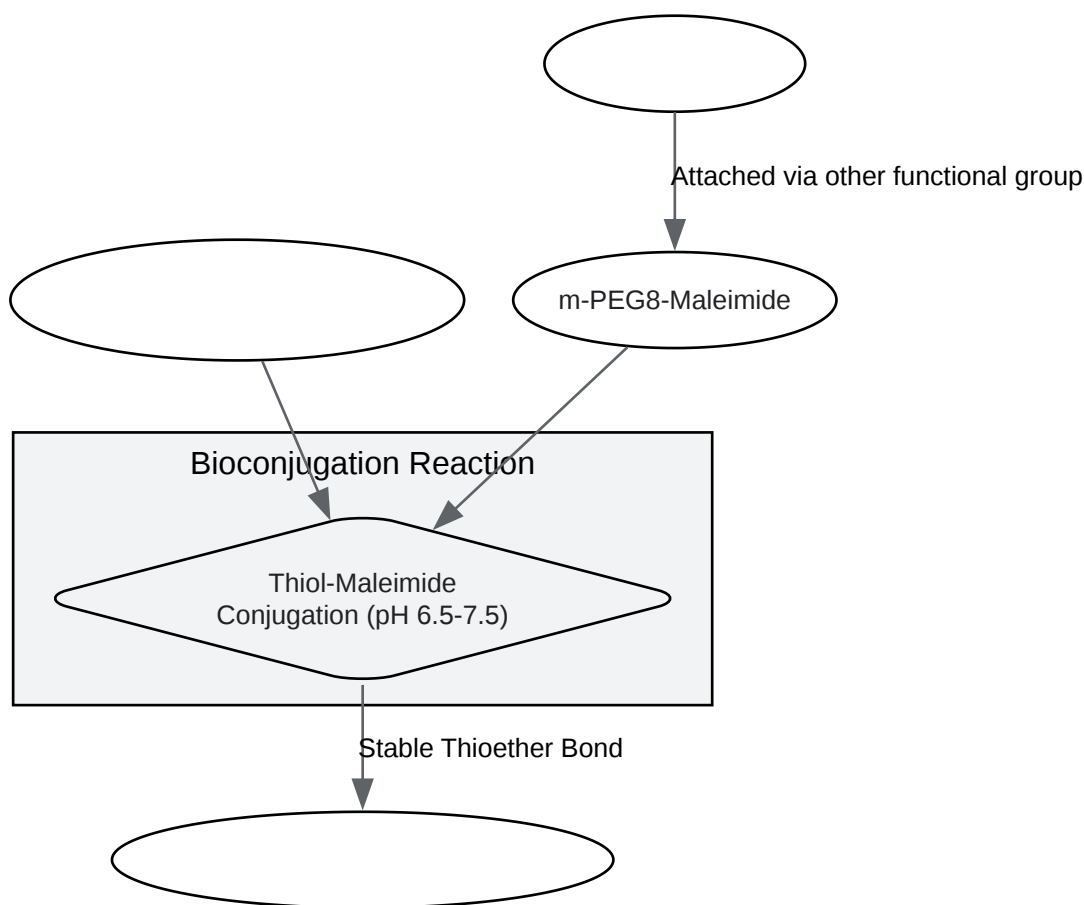 Attached via other functional group
m-PEG8-Maleimide
Bioconjugation Reaction
Thiol-Maleimide
Conjugation (pH 6.5-7.5)
Stable Thioether Bond